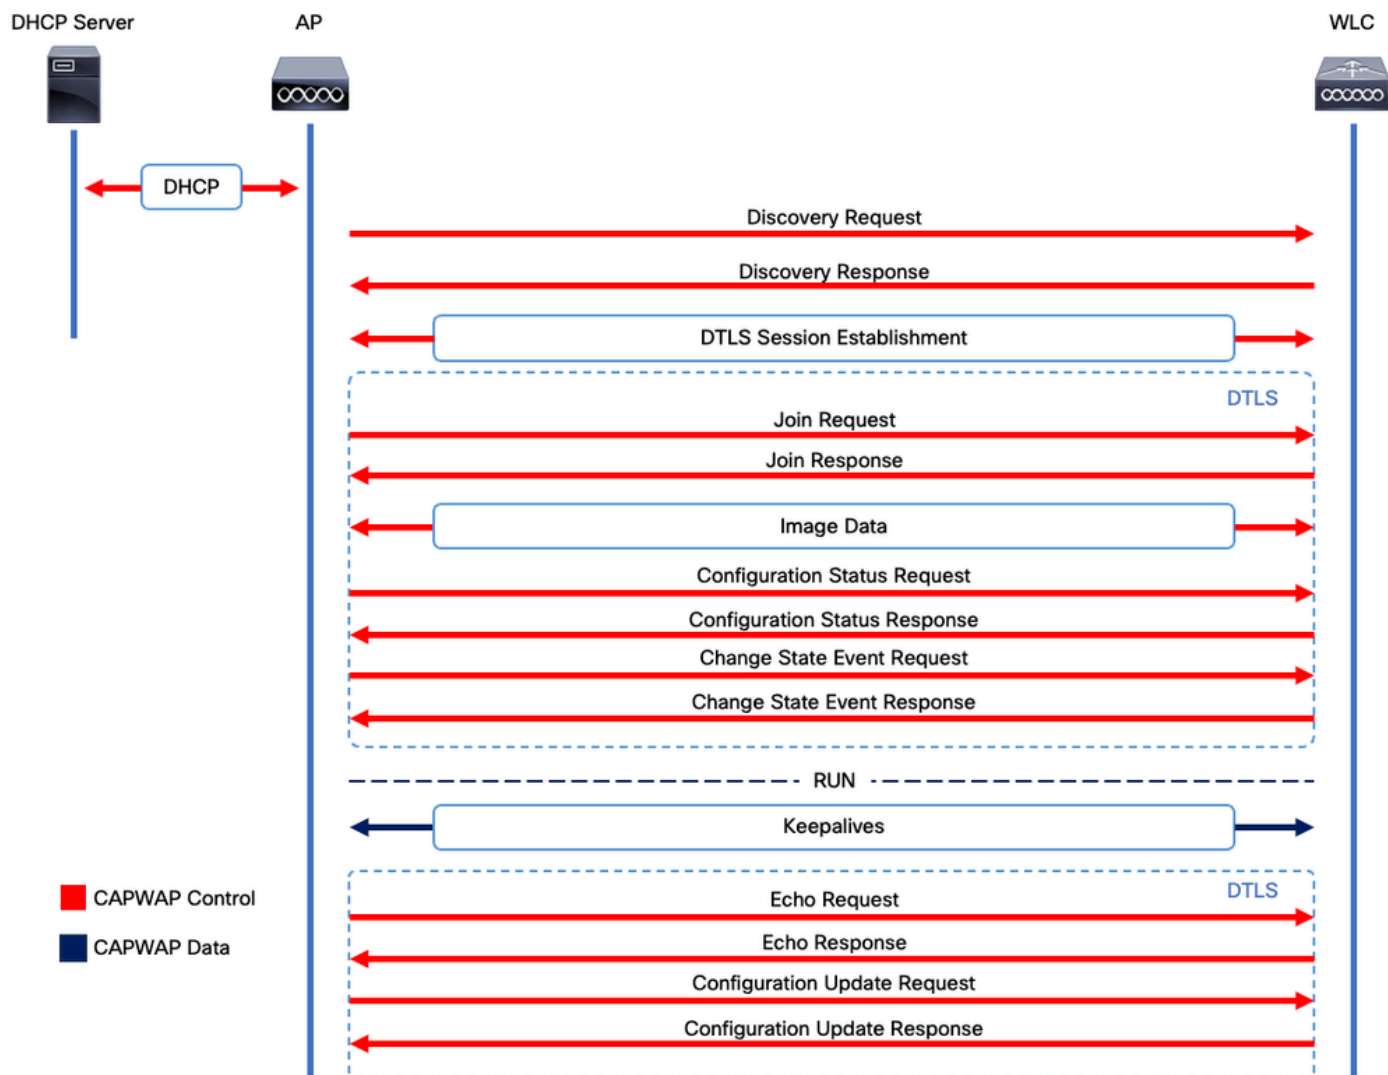 DHCP Server
AP
WLC
DHCP
Discovery Request
Discovery Response
DTLS Session Establishment
DTLS
Join Request
Join Response
Image Data
Configuration Status Request
Configuration Status Response
Change State Event Request
Change State Event Response
RUN
Keepalives
DTLS
Echo Request
Echo Response
Configuration Update Request
Configuration Update Response
CAPWAP Control
CAPWAP Data